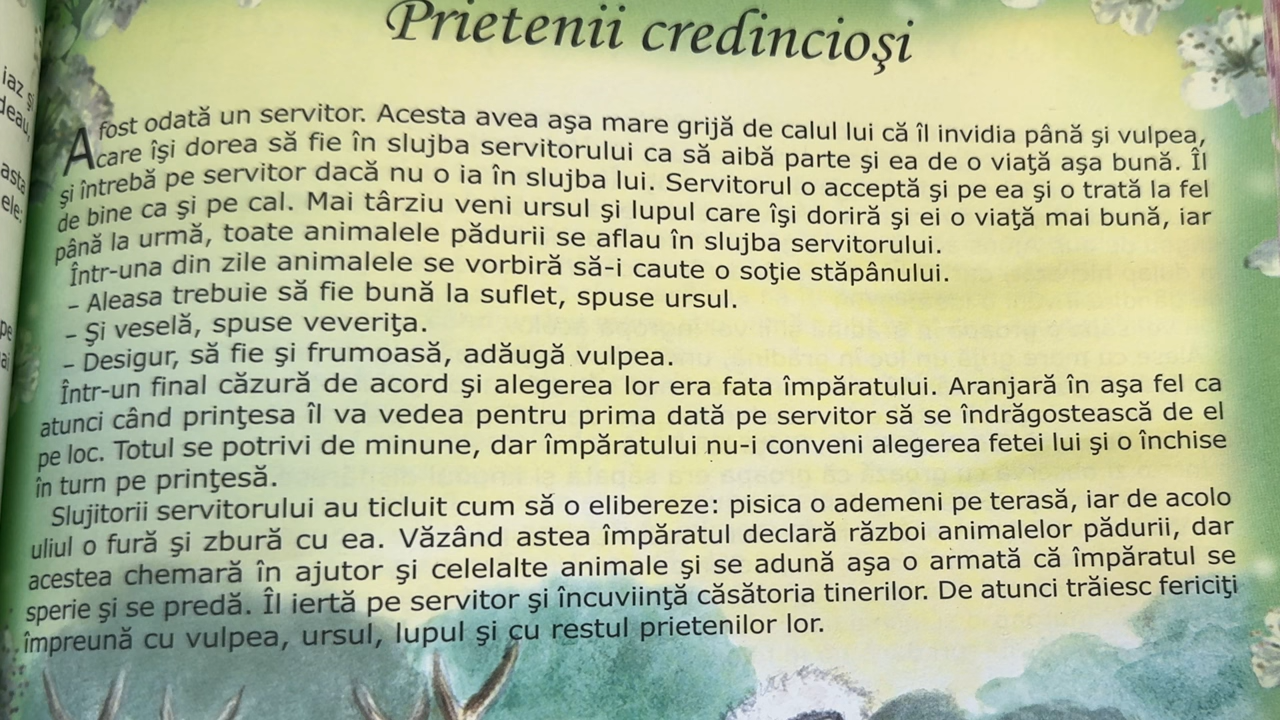 Prietenii credincioşi
A fost odată un servitor. Acesta avea aşa mare grijă de calul lui că îl invidia până şi vulpea,
care îşi dorea să fie în slujba servitorului ca să aibă parte şi ea de o viaţă aşa bună. Îl
şi întrebă pe servitor dacă nu o ia în slujba lui. Servitorul o acceptă şi pe ea şi o trată la fel
de bine ca şi pe cal. Mai târziu veni ursul şi lupul care îşi doriră şi ei o viaţă mai bună, iar
până la urmă, toate animalele pădurii se aflau în slujba servitorului.
Într-una din zile animalele se vorbiră să-i caute o soţie stăpânului.
– Aleasa trebuie să fie bună la suflet, spuse ursul.
– Şi veselă, spuse veveriţa.
– Desigur, să fie şi frumoasă, adăugă vulpea.
Într-un final căzură de acord şi alegerea lor era fata împăratului. Aranjară în aşa fel ca
atunci când prinţesa îl va vedea pentru prima dată pe servitor să se îndrăgostească de el
pe loc. Totul se potrivi de minune, dar împăratului nu-i conveni alegerea fetei lui şi o închise
în turn pe prinţesă.
Slujitorii servitorului au ticluit cum să o elibereze: pisica o ademeni pe terasă, iar de acolo
uliul o fură şi zbură cu ea. Văzând astea împăratul declară război animalelor pădurii, dar
acestea chemară în ajutor şi celelalte animale şi se adună aşa o armată că împăratul se
sperie şi se predă. Îl iertă pe servitor şi încuviinţă căsătoria tinerilor. De atunci trăiesc fericiţi
împreună cu vulpea, ursul, lupul şi cu restul prietenilor lor.